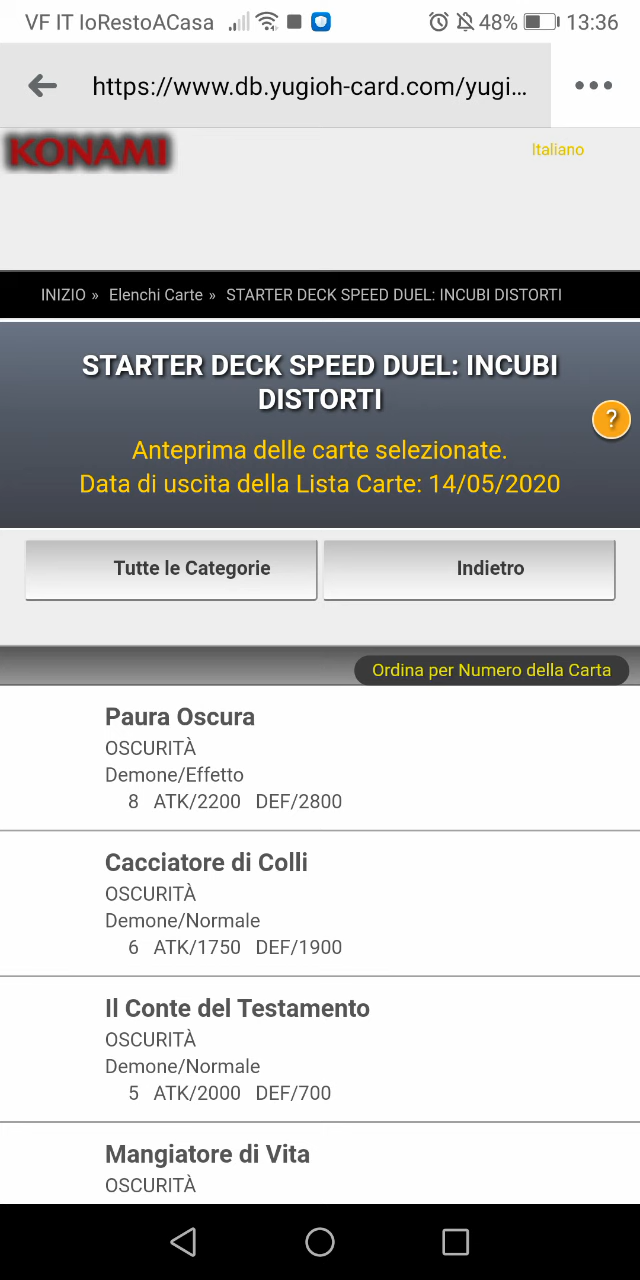 VF IT IoRestoACasa 48% 13:36
https://www.db.yugioh-card.com/yugi...
KONAMI
Italiano
INIZIO » Elenchi Carte » STARTER DECK SPEED DUEL: INCUBI DISTORTI
STARTER DECK SPEED DUEL: INCUBI
DISTORTI
?
Anteprima delle carte selezionate.
Data di uscita della Lista Carte: 14/05/2020
Tutte le Categorie Indietro
Ordina per Numero della Carta
Paura Oscura
OSCURITÀ
Demone/Effetto
8 ATK/2200 DEF/2800
Cacciatore di Colli
OSCURITÀ
Demone/Normale
6 ATK/1750 DEF/1900
Il Conte del Testamento
OSCURITÀ
Demone/Normale
5 ATK/2000 DEF/700
Mangiatore di Vita
OSCURITÀ